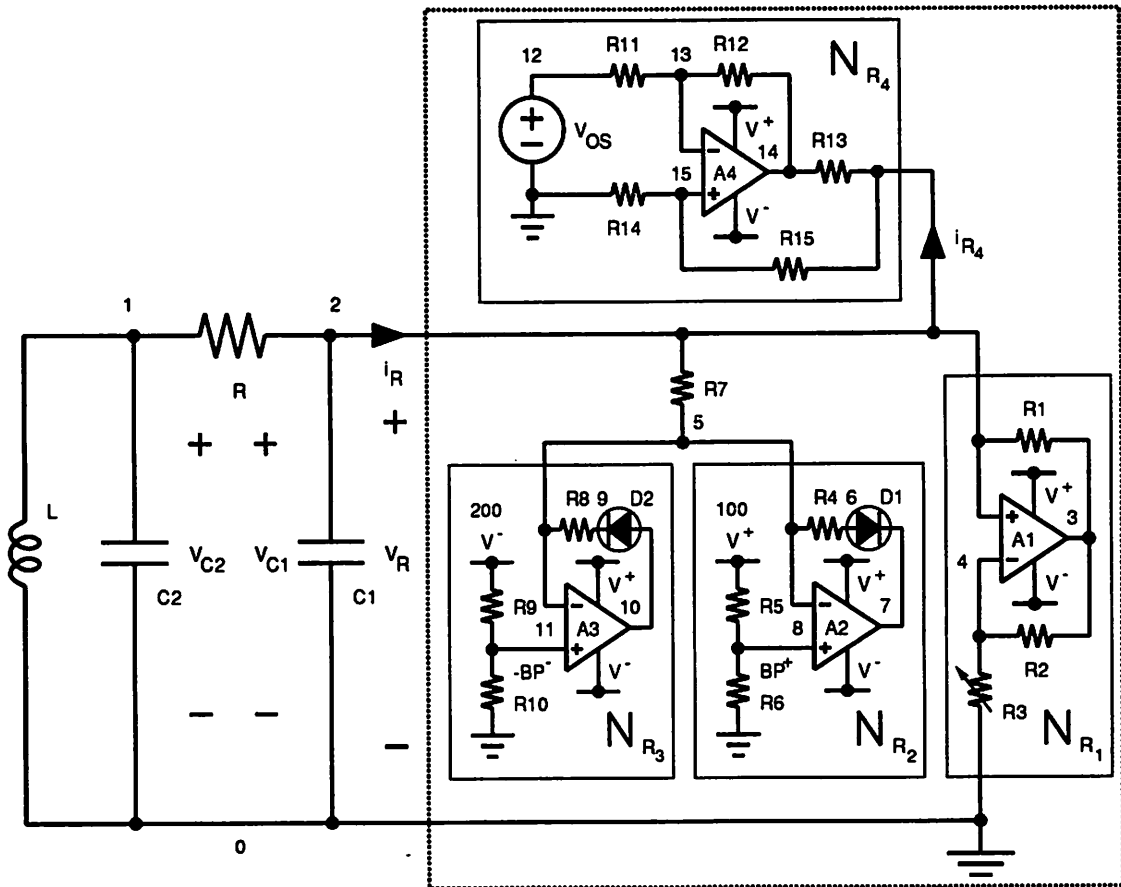 R11
R12
N R4
12
13
+
−
VOS
−
V+
A4
14
R13
15
+
V-
R14
R15
iR4
1
2
R
iR
R7
5
+
+
+
R1
V+
+
3
A1
4
−
V-
R2
R3
N R1
200
V-
R8
9
D2
V+
R9
−
10
11
A3
+
V-
-BP-
R10
N R3
100
V+
R4
6
D1
V+
R5
−
7
8
A2
+
V-
BP+
R6
N R2
L
VC2
C2
VC1
VR
C1
−
−
−
0